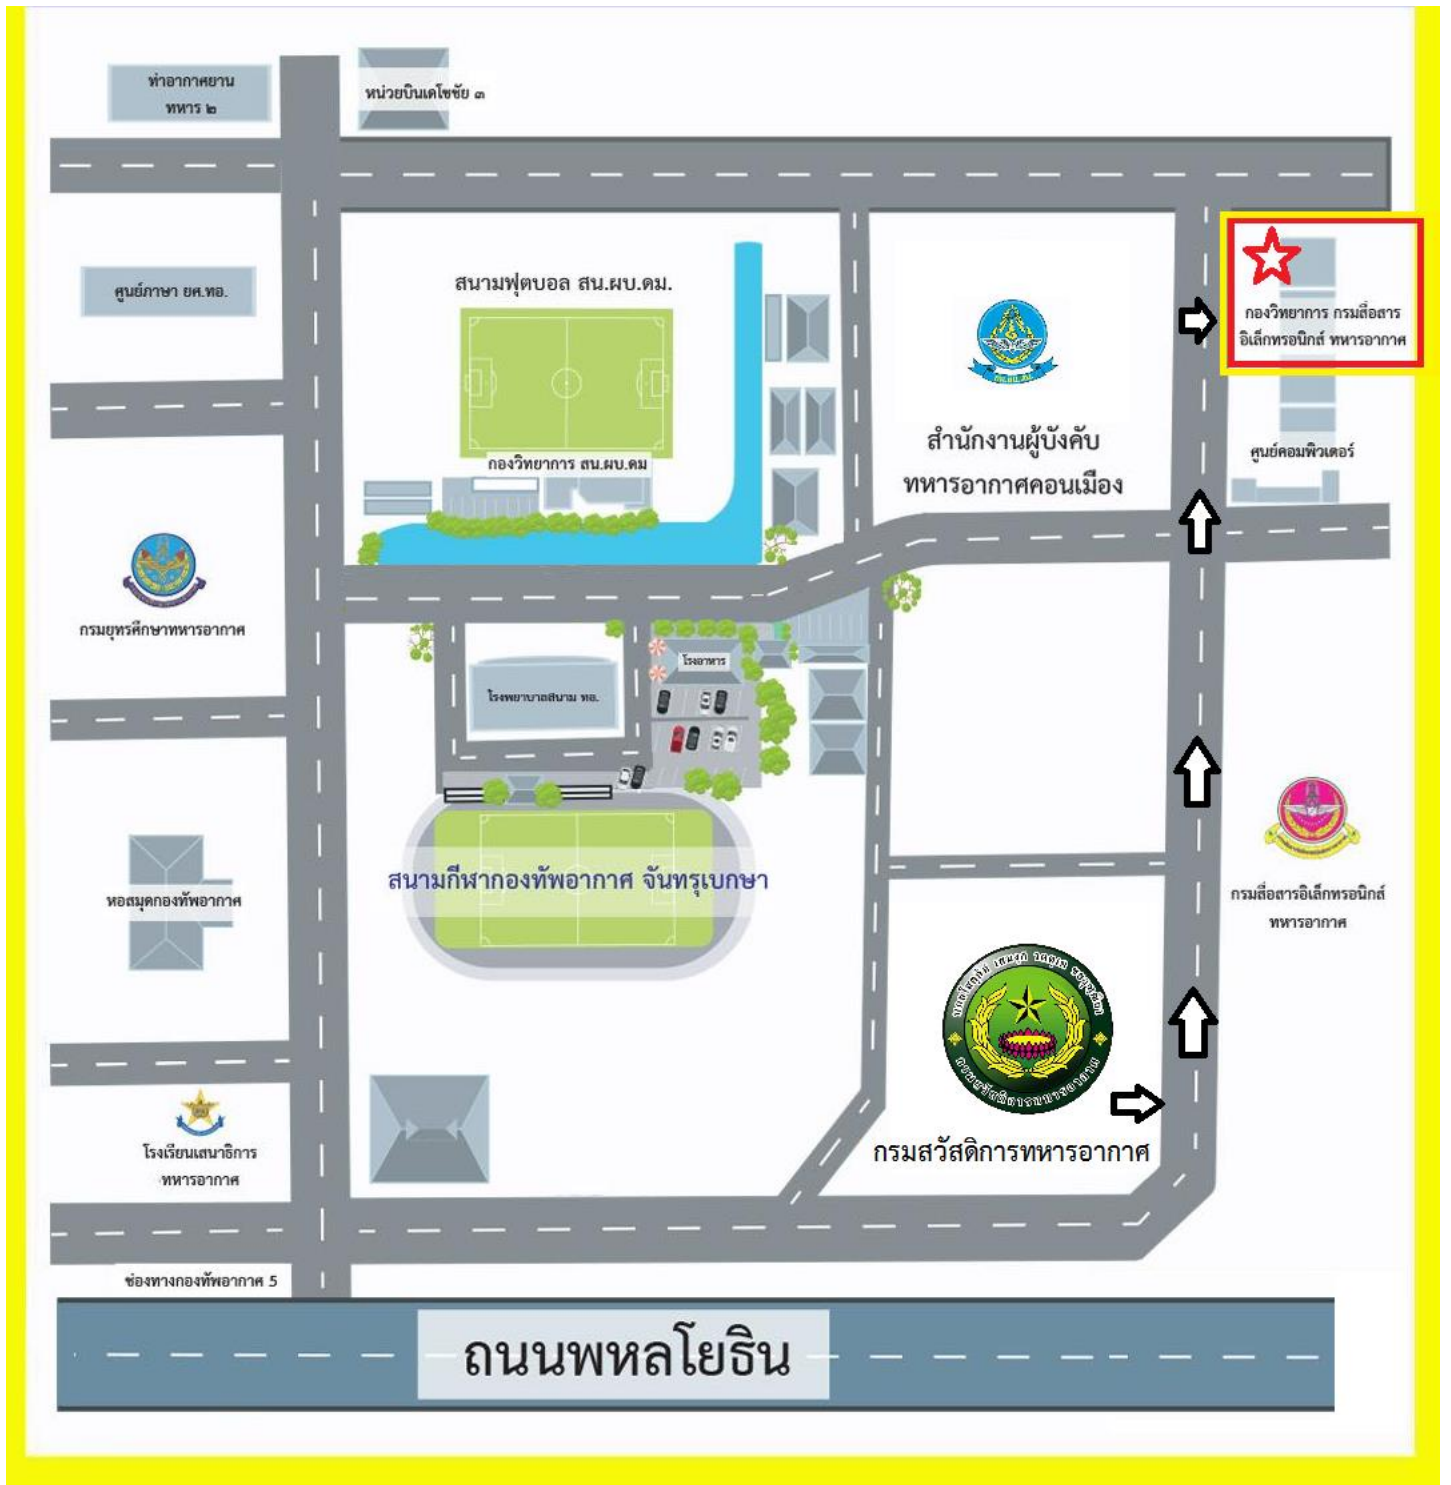 ท่าอากาศยาน
ทหาร ๒
หน่วยบินเดโชชัย ๓
ศูนย์ภาษา ยศ.ทอ.
สนามฟุตบอล สน.ผบ.ดม.
กองวิทยาการ กรมสื่อสาร
อิเล็กทรอนิกส์ ทหารอากาศ
สำนักงานผู้บังคับ
ทหารอากาศดอนเมือง
กองวิทยาการ สน.ผบ.ดม
ศูนย์คอมพิวเตอร์
กรมยุทธศึกษาทหารอากาศ
โรงอาหาร
โรงพยาบาลสนาม ทอ.
สนามกีฬากองทัพอากาศ จันทรุเบกษา
หอสมุดกองทัพอากาศ
กรมสื่อสารอิเล็กทรอนิกส์
ทหารอากาศ
กรมสวัสดิการทหารอากาศ
โรงเรียนเสนาธิการ
ทหารอากาศ
ช่องทางกองทัพอากาศ 5
ถนนพหลโยธิน